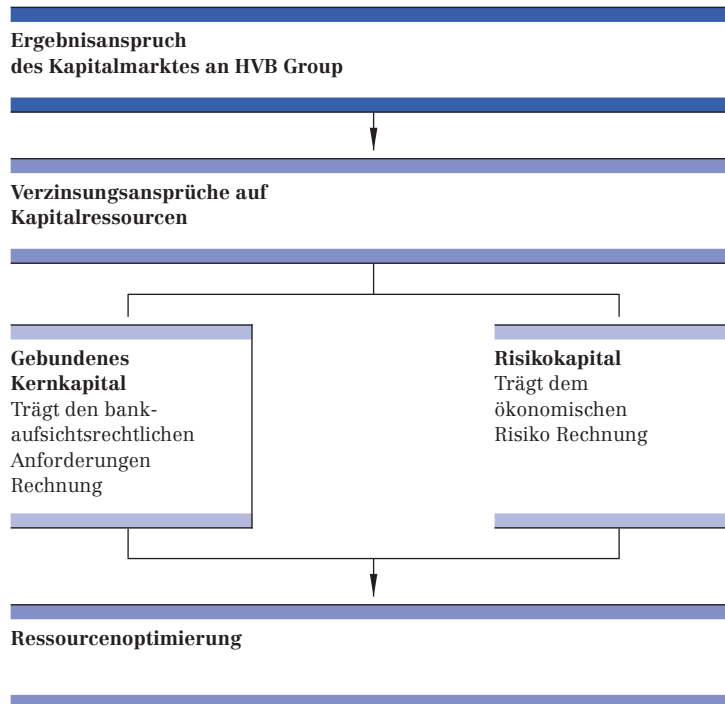 Ergebnisanspruch
des Kapitalmarktes an HVB Group
Verzinsungsansprüche auf
Kapitalressourcen
Gebundenes
Kernkapital
Trägt den bank-
aufsichtsrechtlichen
Anforderungen
Rechnung
Risikokapital
Trägt dem
ökonomischen
Risiko Rechnung
Ressourcenoptimierung